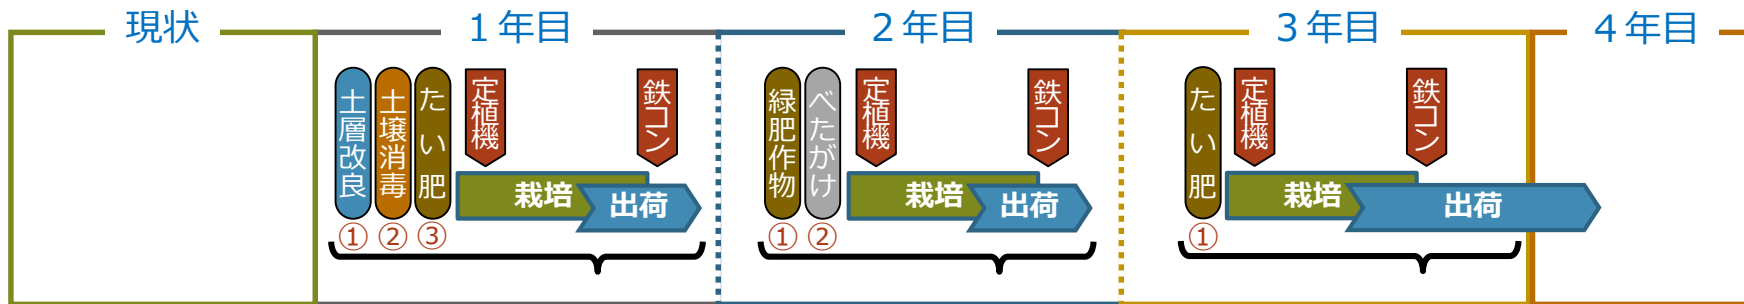 現状
１年目
２年目
３年目
４年目
土層改良
土壌消毒
たい肥
定植機
鉄コン
栽培
出荷
①
②
③
緑肥作物
べたがけ
定植機
鉄コン
栽培
出荷
①
②
たい肥
定植機
鉄コン
栽培
出荷
①